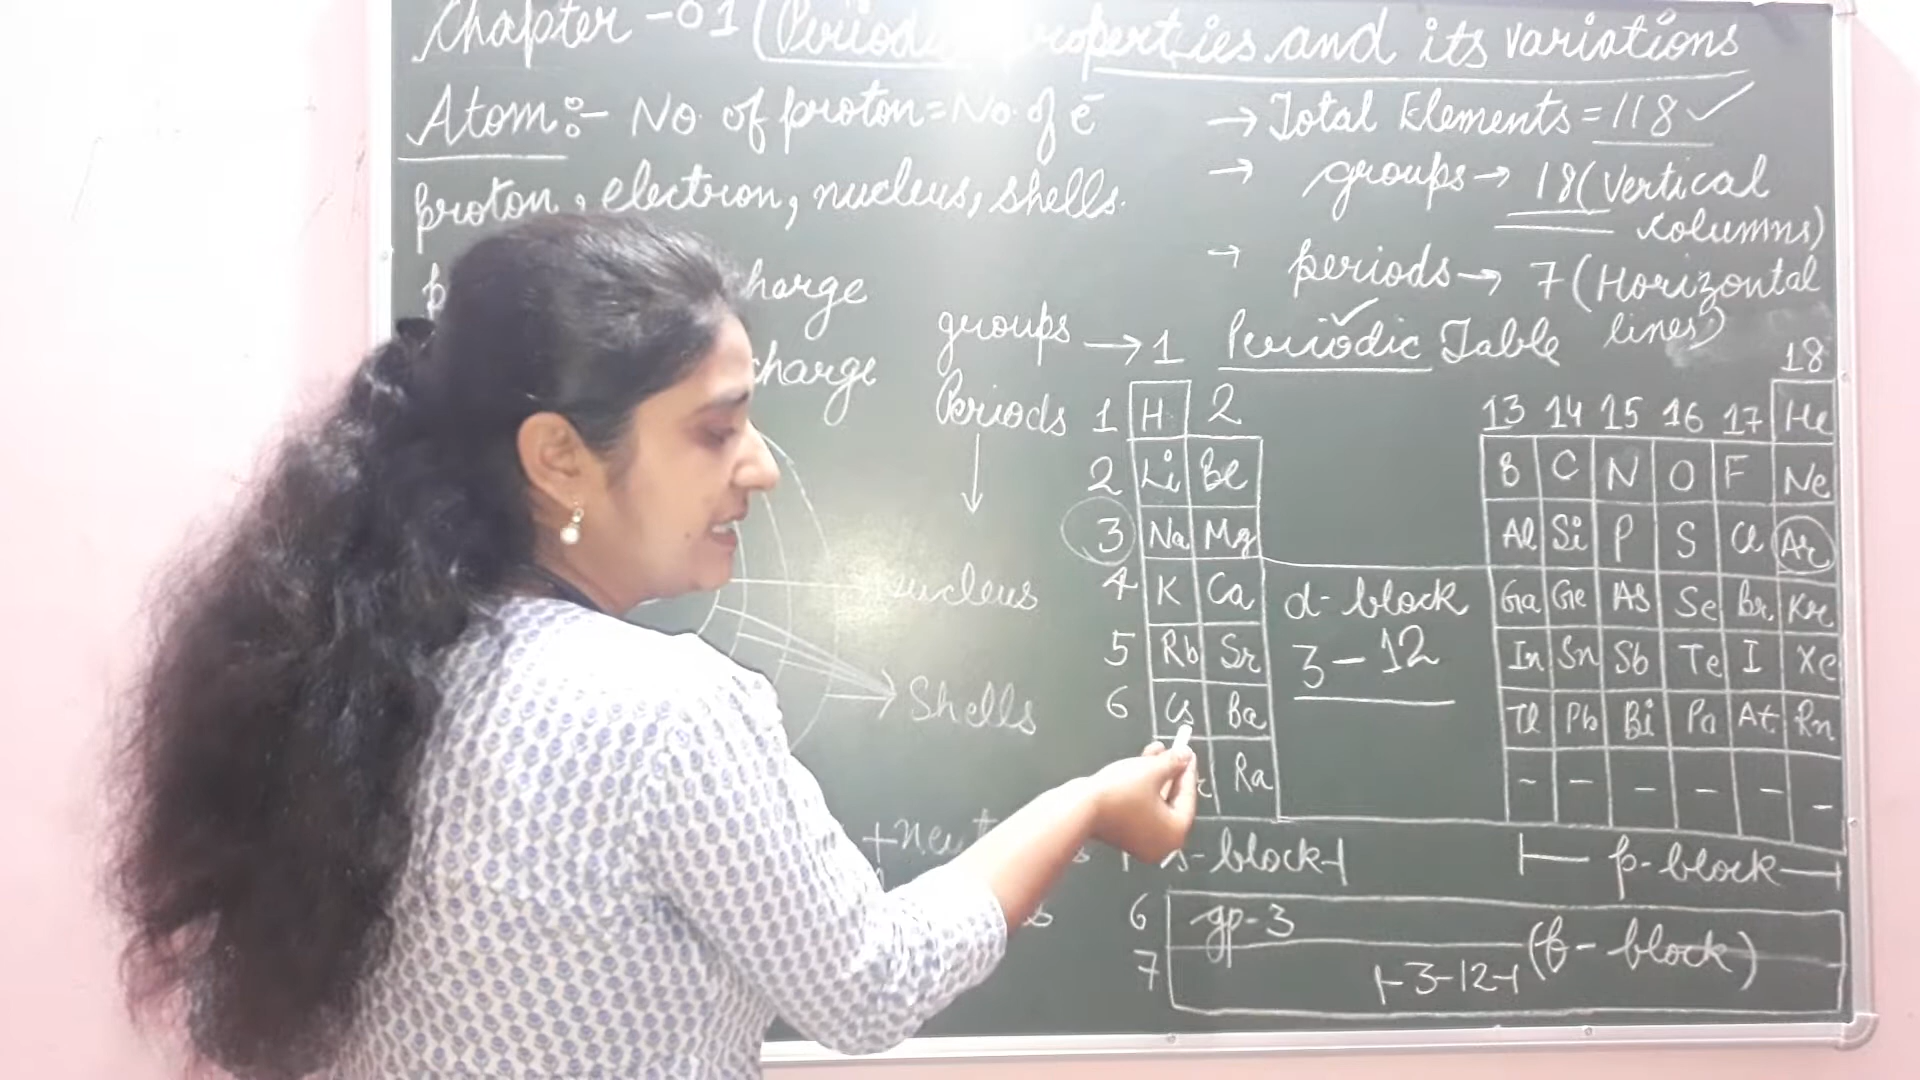 Chapter -01 (Periodic Properties and its variations
Atom:- No. of proton = No. of e⁻
proton, electron, nucleus, shells.
charge
charge
nucleus
Shells
→ Total Elements = 118 ✓
→ groups → 18 (Vertical
columns)
→ periods → 7 (Horizontal
lines)
Periodic Table
groups → 1 18
Periods 1 H 2 13 14 15 16 17 He
2 Li Be B C N O F Ne
3 Na Mg Al Si P S Cl Ar
4 K Ca d-block Ga Ge As Se Br Kr
5 Rb Sr 3-12 In Sn Sb Te I Xe
6 Cs Ba Tl Pb Bi Po At Rn
Ra - - - - - -
s-block p-block
6 gp-3
7 3-12 (f-block)